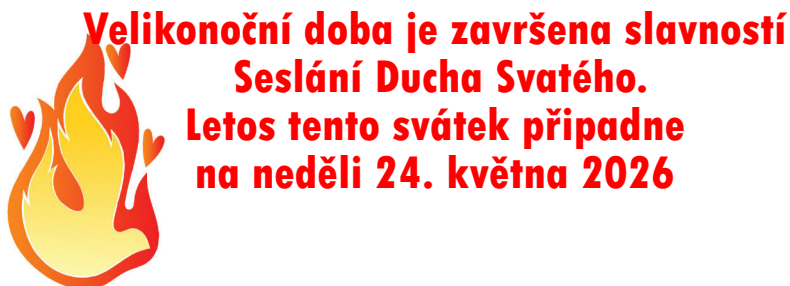 Velikonoční doba je završena slavností
Seslání Ducha Svatého.
Letos tento svátek připadne
na neděli 24. května 2026